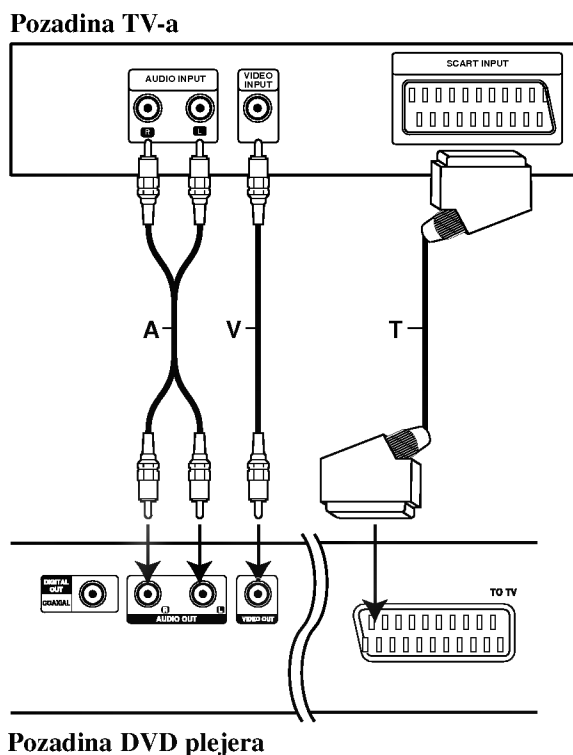 Pozadina TV-a
AUDIO INPUT
VIDEO
INPUT
SCART INPUT
R
L
A
V
T
DIGITAL
OUT
COAXIAL
R
L
AUDIO OUT
VIDEO OUT
TO TV
Pozadina DVD plejera